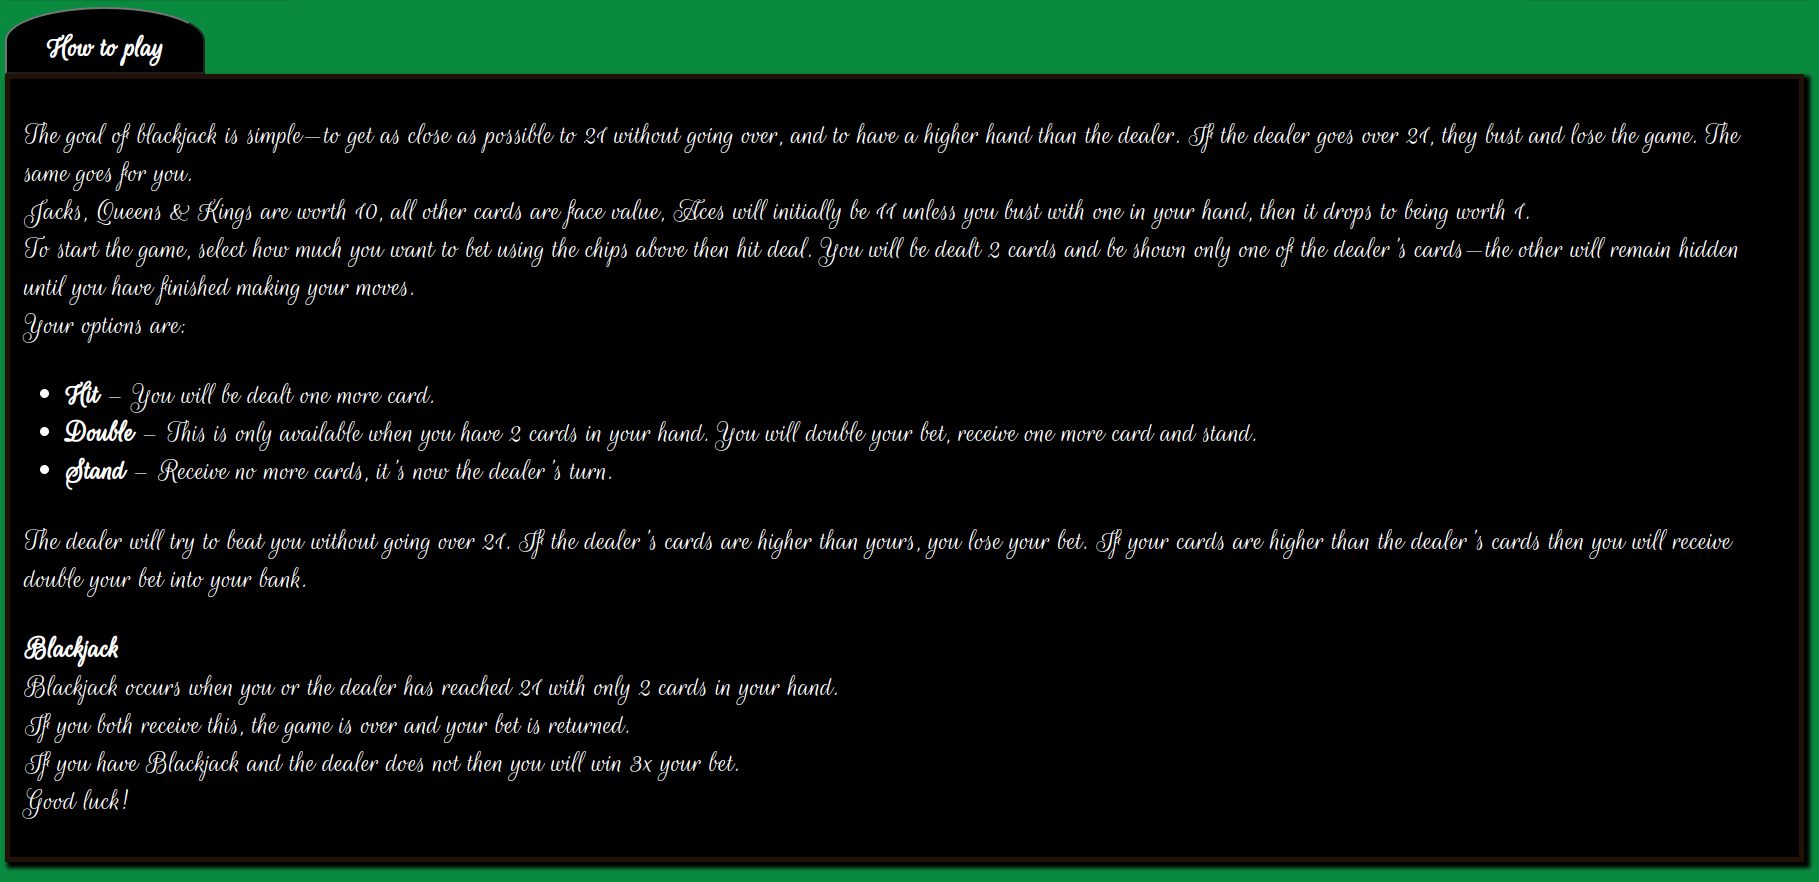 How to play
The goal of blackjack is simple—to get as close as possible to 21 without going over, and to have a higher hand than the dealer. If the dealer goes over 21, they bust and lose the game. The
same goes for you.
Jacks, Queens & Kings are worth 10, all other cards are face value, Aces will initially be 11 unless you bust with one in your hand, then it drops to being worth 1.
To start the game, select how much you want to bet using the chips above then hit deal. You will be dealt 2 cards and be shown only one of the dealer's cards—the other will remain hidden
until you have finished making your moves.
Your options are:
• Hit – You will be dealt one more card.
• Double – This is only available when you have 2 cards in your hand. You will double your bet, receive one more card and stand.
• Stand – Receive no more cards, it's now the dealer's turn.
The dealer will try to beat you without going over 21. If the dealer's cards are higher than yours, you lose your bet. If your cards are higher than the dealer's cards then you will receive
double your bet into your bank.
Blackjack
Blackjack occurs when you or the dealer has reached 21 with only 2 cards in your hand.
If you both receive this, the game is over and your bet is returned.
If you have Blackjack and the dealer does not then you will win 3x your bet.
Good luck!